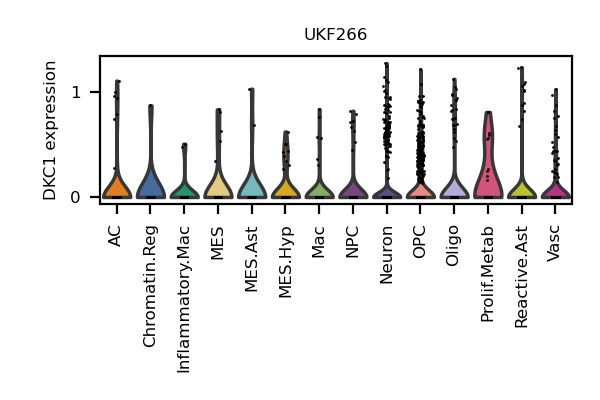 UKF266
DKC1 expression
1
0
AC
Chromatin.Reg
Inflammatory.Mac
MES
MES.Ast
MES.Hyp
Mac
NPC
Neuron
OPC
Oligo
Prolif.Metab
Reactive.Ast
Vasc